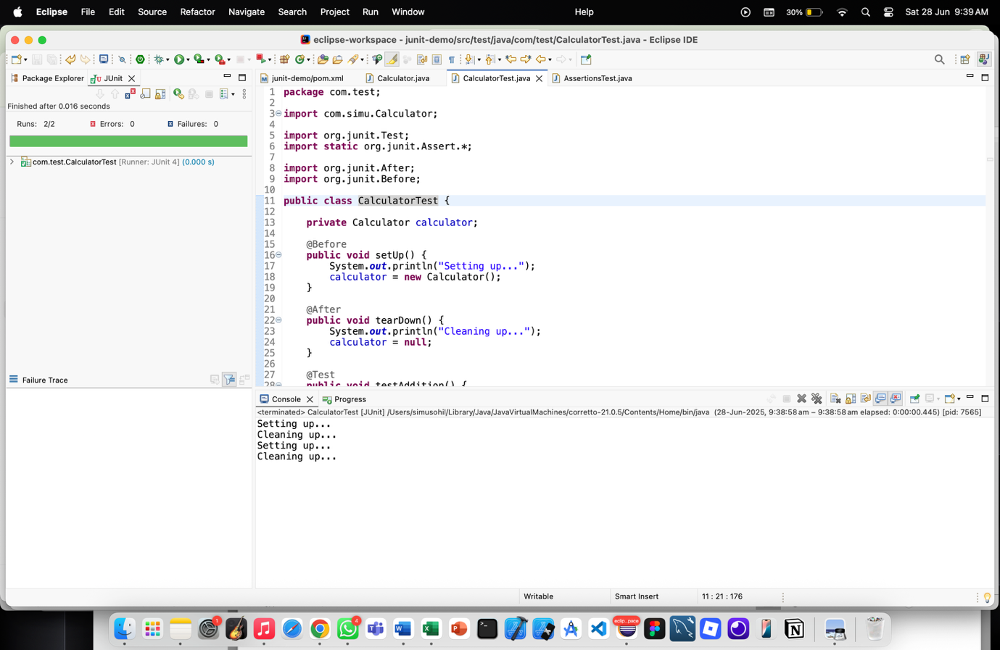 Eclipse File Edit Source Refactor Navigate Search Project Run Window Help 30% Sat 28 Jun 9:39 AM
eclipse-workspace - junit-demo/src/test/java/com/test/CalculatorTest.java - Eclipse IDE
Package Explorer JUnit
Finished after 0.016 seconds
Runs: 2/2 Errors: 0 Failures: 0
com.test.CalculatorTest [Runner: JUnit 4] (0.000 s)
Failure Trace
junit-demo/pom.xml Calculator.java CalculatorTest.java AssertionsTest.java
1 package com.test;
2
3 import com.simu.Calculator;
4
5 import org.junit.Test;
6 import static org.junit.Assert.*;
7
8 import org.junit.After;
9 import org.junit.Before;
10
11 public class CalculatorTest {
12
13 private Calculator calculator;
14
15 @Before
16 public void setUp() {
17 System.out.println("Setting up...");
18 calculator = new Calculator();
19 }
20
21 @After
22 public void tearDown() {
23 System.out.println("Cleaning up...");
24 calculator = null;
25 }
26
27 @Test
28 public void testAddition() {
Console Progress
<terminated> CalculatorTest [JUnit] /Users/simusohil/Library/Java/JavaVirtualMachines/corretto-21.0.5/Contents/Home/bin/java (28-Jun-2025, 9:38:58 am – 9:38:58 am elapsed: 0:00:00.445) [pid: 7565]
Setting up...
Cleaning up...
Setting up...
Cleaning up...
Writable Smart Insert 11 : 21 : 176
1
4
eclip...pace